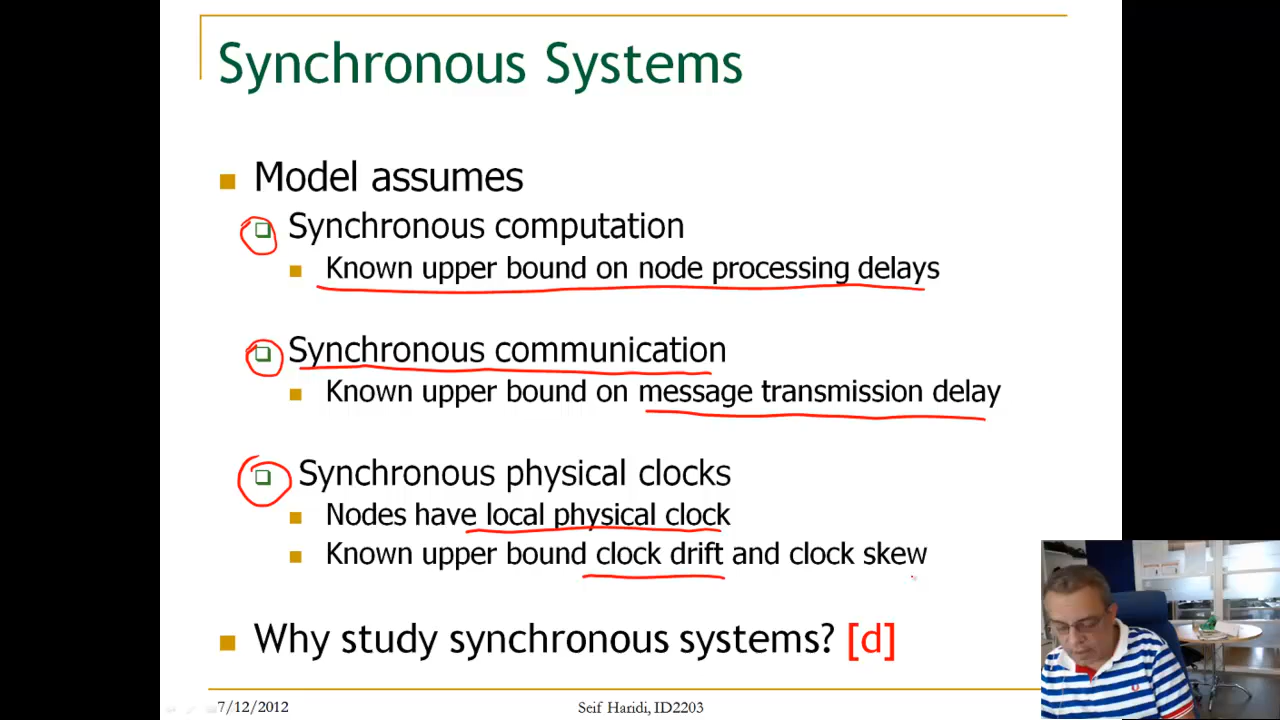 Synchronous Systems
Model assumes
Synchronous computation
Known upper bound on node processing delays
Synchronous communication
Known upper bound on message transmission delay
Synchronous physical clocks
Nodes have local physical clock
Known upper bound clock drift and clock skew
Why study synchronous systems? [d]
7/12/2012
Seif Haridi, ID2203